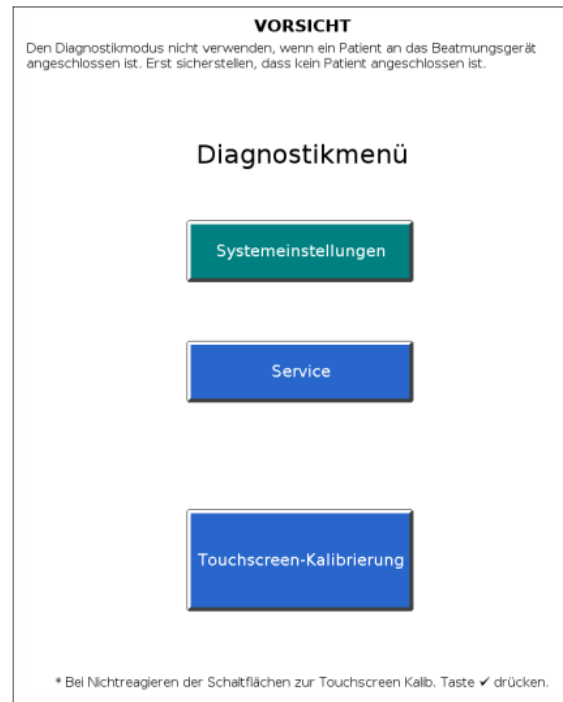 VORSICHT
Den Diagnostikmodus nicht verwenden, wenn ein Patient an das Beatmungsgerät
angeschlossen ist. Erst sicherstellen, dass kein Patient angeschlossen ist.
Diagnostikmenü
Systemeinstellungen
Service
Touchscreen-Kalibrierung
* Bei Nichtreagieren der Schaltflächen zur Touchscreen Kalib. Taste ✓ drücken.